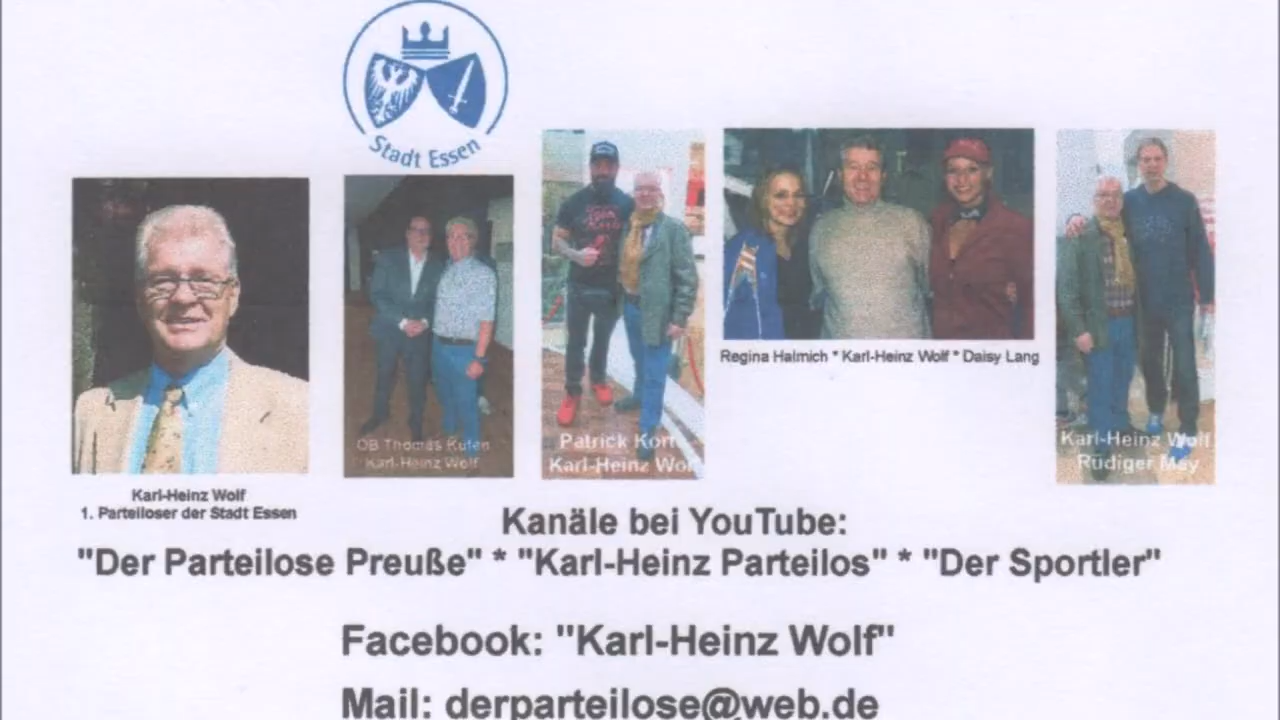 Stadt Essen
Karl-Heinz Wolf
1. Parteiloser der Stadt Essen
OB Thomas Kufen
Karl-Heinz Wolf
Patrick Kort
Karl-Heinz Wol
Regina Halmich * Karl-Heinz Wolf * Daisy Lang
Karl-Heinz Wolf
Rüdiger May
Kanäle bei YouTube:
"Der Parteilose Preuße" * "Karl-Heinz Parteilos" * "Der Sportler"
Facebook: "Karl-Heinz Wolf"
Mail: derparteilose@web.de